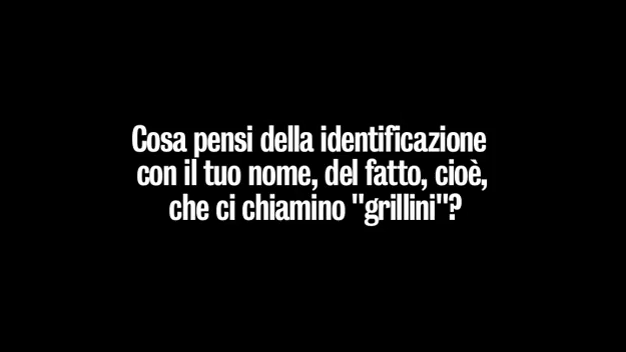 Cosa pensi della identificazione
con il tuo nome, del fatto, cioè,
che ci chiamino "grillini"?